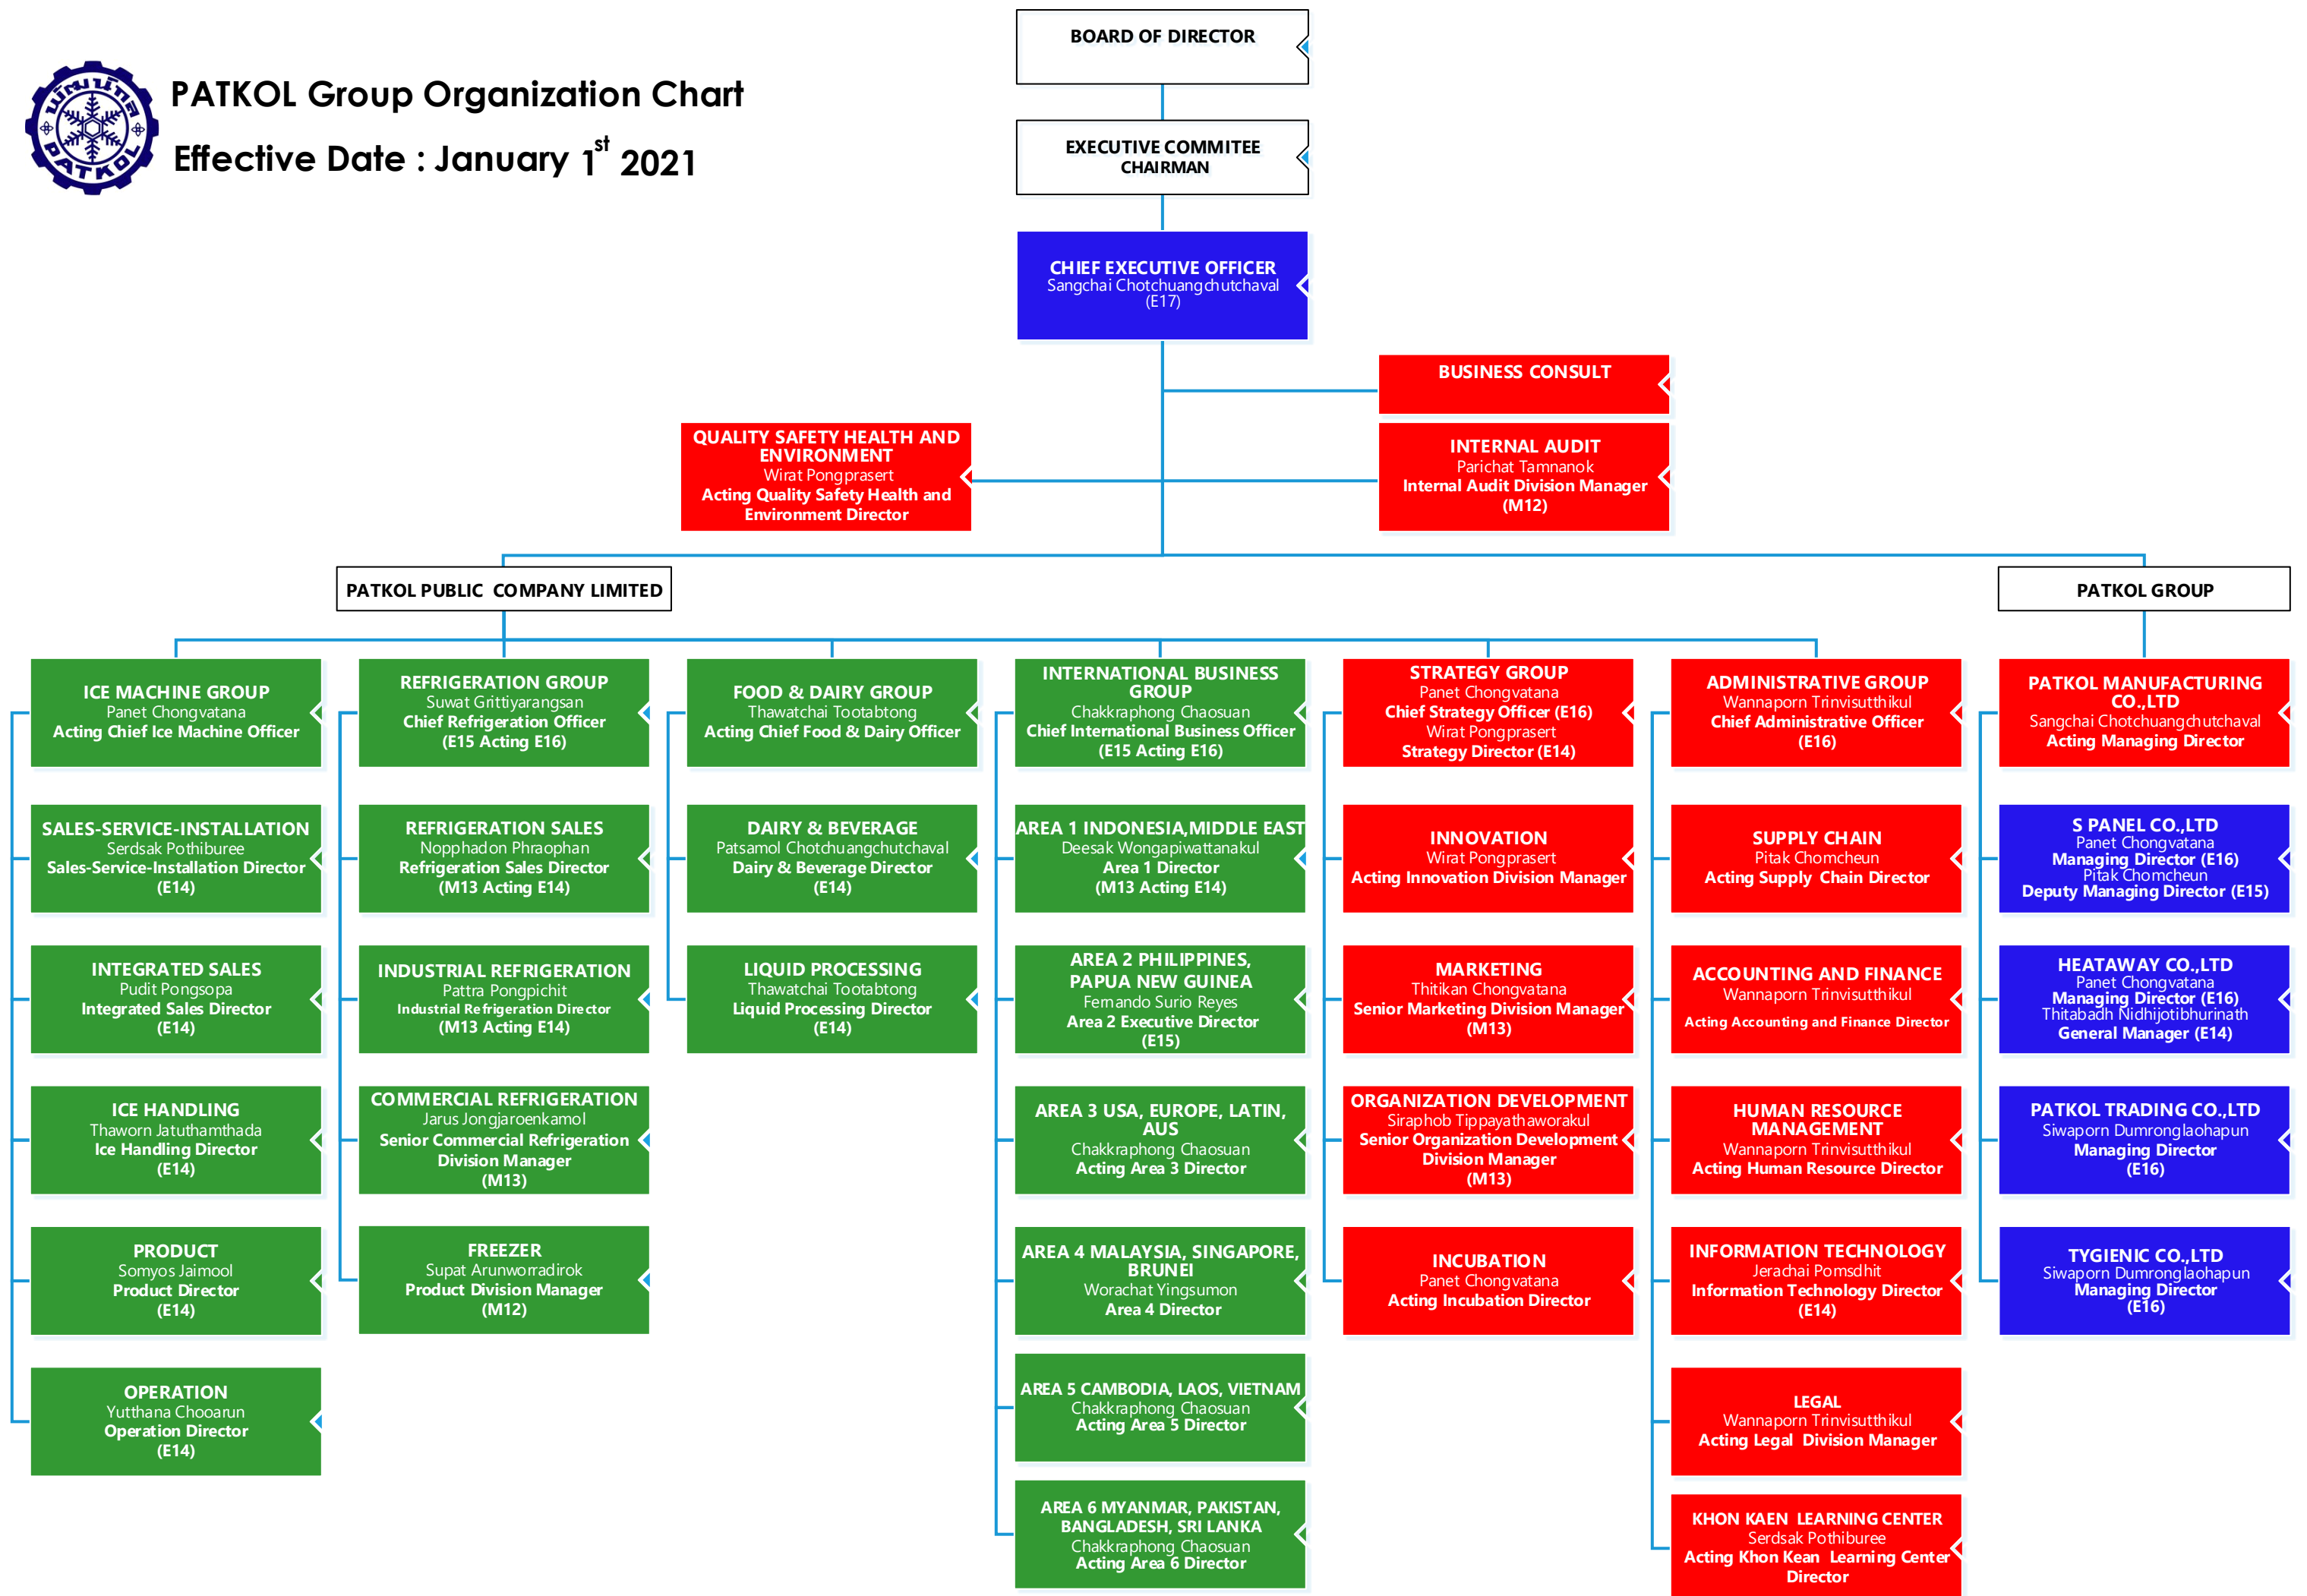 พัฒน์กล
PATKOL
PATKOL Group Organization Chart
Effective Date : January 1st 2021
BOARD OF DIRECTOR
EXECUTIVE COMMITEE
CHAIRMAN
CHIEF EXECUTIVE OFFICER
Sangchai Chotchuangchutchaval
(E17)
BUSINESS CONSULT
QUALITY SAFETY HEALTH AND
ENVIRONMENT
Wirat Pongprasert
Acting Quality Safety Health and
Environment Director
INTERNAL AUDIT
Parichat Tamnanok
Internal Audit Division Manager
(M12)
PATKOL PUBLIC COMPANY LIMITED
PATKOL GROUP
ICE MACHINE GROUP
Panet Chongvatana
Acting Chief Ice Machine Officer
SALES-SERVICE-INSTALLATION
Serdsak Pothiburee
Sales-Service-Installation Director
(E14)
INTEGRATED SALES
Pudit Pongsopa
Integrated Sales Director
(E14)
ICE HANDLING
Thaworn Jatuthamthada
Ice Handling Director
(E14)
PRODUCT
Somyos Jaimool
Product Director
(E14)
OPERATION
Yutthana Chooarun
Operation Director
(E14)
REFRIGERATION GROUP
Suwat Grittiyarangsan
Chief Refrigeration Officer
(E15 Acting E16)
REFRIGERATION SALES
Nopphadon Phraophan
Refrigeration Sales Director
(M13 Acting E14)
INDUSTRIAL REFRIGERATION
Pattra Pongpichit
Industrial Refrigeration Director
(M13 Acting E14)
COMMERCIAL REFRIGERATION
Jarus Jongjaroenkamol
Senior Commercial Refrigeration
Division Manager
(M13)
FREEZER
Supat Arunworradirok
Product Division Manager
(M12)
FOOD & DAIRY GROUP
Thawatchai Tootabtong
Acting Chief Food & Dairy Officer
DAIRY & BEVERAGE
Patsamol Chotchuangchutchaval
Dairy & Beverage Director
(E14)
LIQUID PROCESSING
Thawatchai Tootabtong
Liquid Processing Director
(E14)
INTERNATIONAL BUSINESS
GROUP
Chakkraphong Chaosuan
Chief International Business Officer
(E15 Acting E16)
AREA 1 INDONESIA,MIDDLE EAST
Deesak Wongapiwattanakul
Area 1 Director
(M13 Acting E14)
AREA 2 PHILIPPINES,
PAPUA NEW GUINEA
Fernando Surio Reyes
Area 2 Executive Director
(E15)
AREA 3 USA, EUROPE, LATIN,
AUS
Chakkraphong Chaosuan
Acting Area 3 Director
AREA 4 MALAYSIA, SINGAPORE,
BRUNEI
Worachat Yingsumon
Area 4 Director
AREA 5 CAMBODIA, LAOS, VIETNAM
Chakkraphong Chaosuan
Acting Area 5 Director
AREA 6 MYANMAR, PAKISTAN,
BANGLADESH, SRI LANKA
Chakkraphong Chaosuan
Acting Area 6 Director
STRATEGY GROUP
Panet Chongvatana
Chief Strategy Officer (E16)
Wirat Pongprasert
Strategy Director (E14)
INNOVATION
Wirat Pongprasert
Acting Innovation Division Manager
MARKETING
Thitikan Chongvatana
Senior Marketing Division Manager
(M13)
ORGANIZATION DEVELOPMENT
Siraphob Tippayathaworakul
Senior Organization Development
Division Manager
(M13)
INCUBATION
Panet Chongvatana
Acting Incubation Director
ADMINISTRATIVE GROUP
Wannaporn Trinvisutthikul
Chief Administrative Officer
(E16)
SUPPLY CHAIN
Pitak Chomcheun
Acting Supply Chain Director
ACCOUNTING AND FINANCE
Wannaporn Trinvisutthikul
Acting Accounting and Finance Director
HUMAN RESOURCE
MANAGEMENT
Wannaporn Trinvisutthikul
Acting Human Resource Director
INFORMATION TECHNOLOGY
Jerachai Pomsdhit
Information Technology Director
(E14)
LEGAL
Wannaporn Trinvisutthikul
Acting Legal Division Manager
KHON KAEN LEARNING CENTER
Serdsak Pothiburee
Acting Khon Kean Learning Center
Director
PATKOL MANUFACTURING
CO.,LTD
Sangchai Chotchuangchutchaval
Acting Managing Director
S PANEL CO.,LTD
Panet Chongvatana
Managing Director (E16)
Pitak Chomcheun
Deputy Managing Director (E15)
HEATAWAY CO.,LTD
Panet Chongvatana
Managing Director (E16)
Thitabadh Nidhijotibhurinath
General Manager (E14)
PATKOL TRADING CO.,LTD
Siwaporn Dumronglaohapun
Managing Director
(E16)
TYGIENIC CO.,LTD
Siwaporn Dumronglaohapun
Managing Director
(E16)